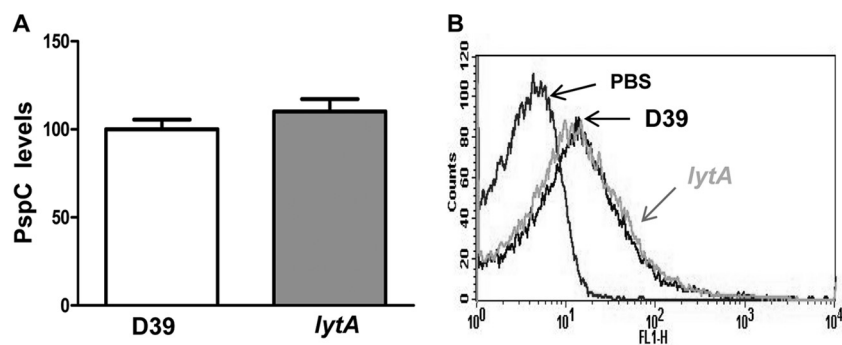 A
PspC levels
150
100
50
0
D39
lytA
B
Counts
120
100
80
60
40
20
0
PBS
D39
lytA
10⁰
10¹
10²
10³
10⁴
FL1-H